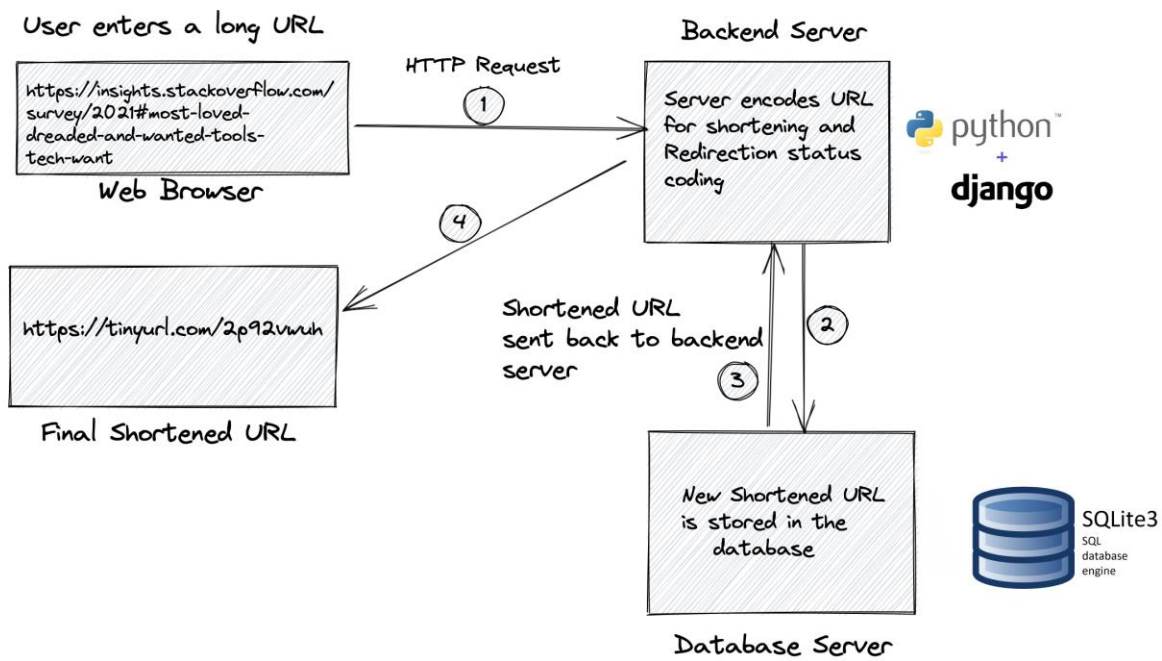 User enters a long URL
https://insights.stackoverflow.com/
survey/2021#most-loved-
dreaded-and-wanted-tools-
tech-want
Web Browser
HTTP Request
1
Backend Server
Server encodes URL
for shortening and
Redirection status
coding
python™
+
django
4
https://tinyurl.com/2p92vwuh
Final Shortened URL
Shortened URL
sent back to backend
server
3
2
New Shortened URL
is stored in the
database
Database Server
SQLite3
SQL
database
engine